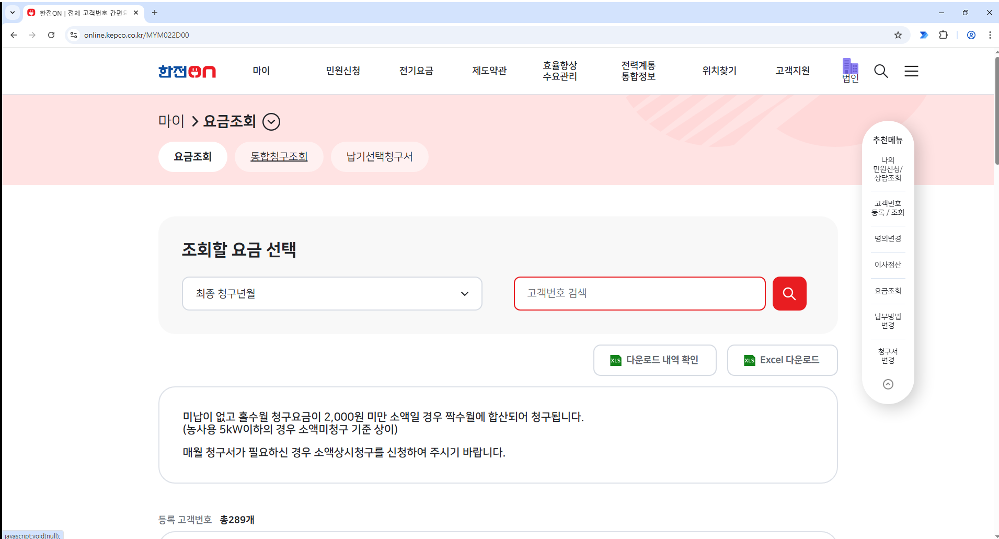 한전ON | 전체 고객번호 간편
online.kepco.co.kr/MYM022D00
한전ON
마이
민원신청
전기요금
제도약관
효율향상
수요관리
전력계통
통합정보
위치찾기
고객지원
법인
마이 > 요금조회
요금조회
통합청구조회
납기선택청구서
추천메뉴
나의
민원신청/
상담조회
고객번호
등록 / 조회
명의변경
이사정산
요금조회
납부방법
변경
청구서
변경
조회할 요금 선택
최종 청구년월
고객번호 검색
XLS 다운로드 내역 확인
XLS Excel 다운로드
미납이 없고 홀수월 청구요금이 2,000원 미만 소액일 경우 짝수월에 합산되어 청구됩니다.
(농사용 5kW이하의 경우 소액미청구 기준 상이)
매월 청구서가 필요하신 경우 소액상시청구를 신청하여 주시기 바랍니다.
등록 고객번호 총289개
javascript:void(null);